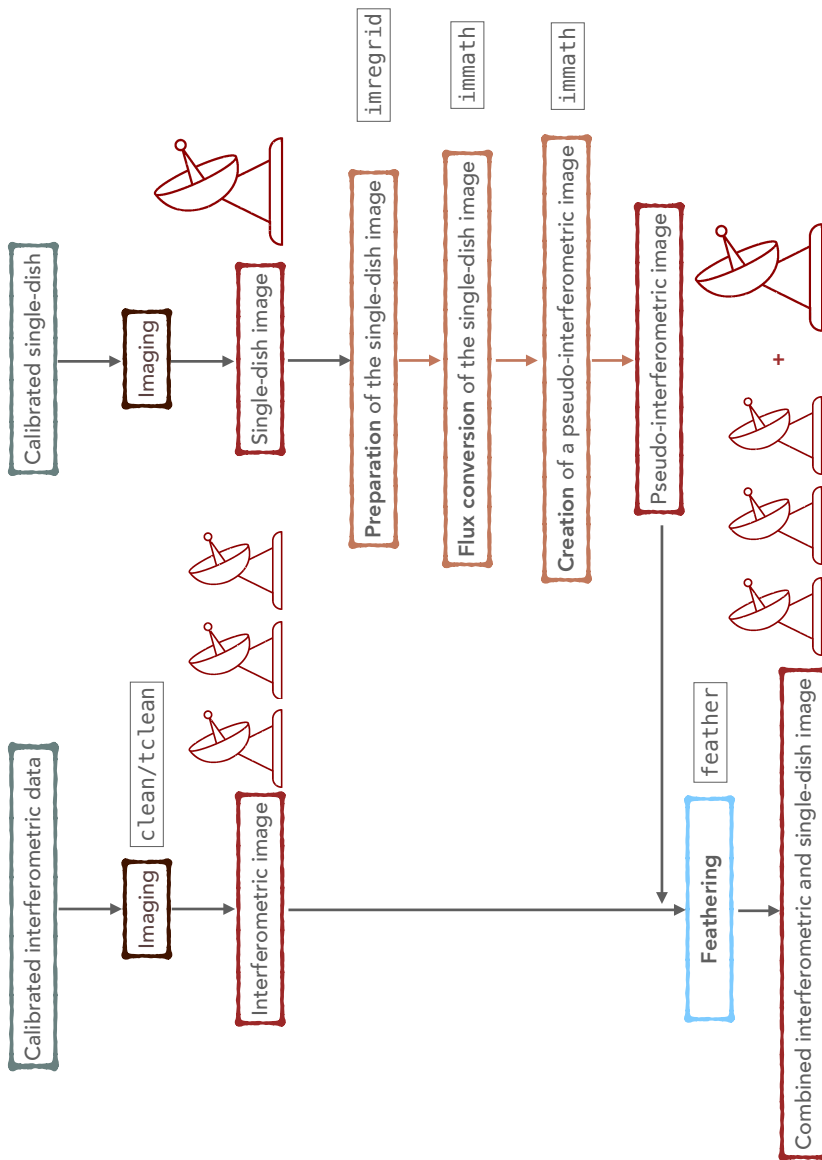 Calibrated interferometric data
Calibrated single-dish
Imaging
clean/tclean
Imaging
Interferometric image
Single-dish image
Preparation of the single-dish image
imregrid
Flux conversion of the single-dish image
immath
Creation of a pseudo-interferometric image
immath
Pseudo-interferometric image
Feathering
feather
Combined interferometric and single-dish image
+